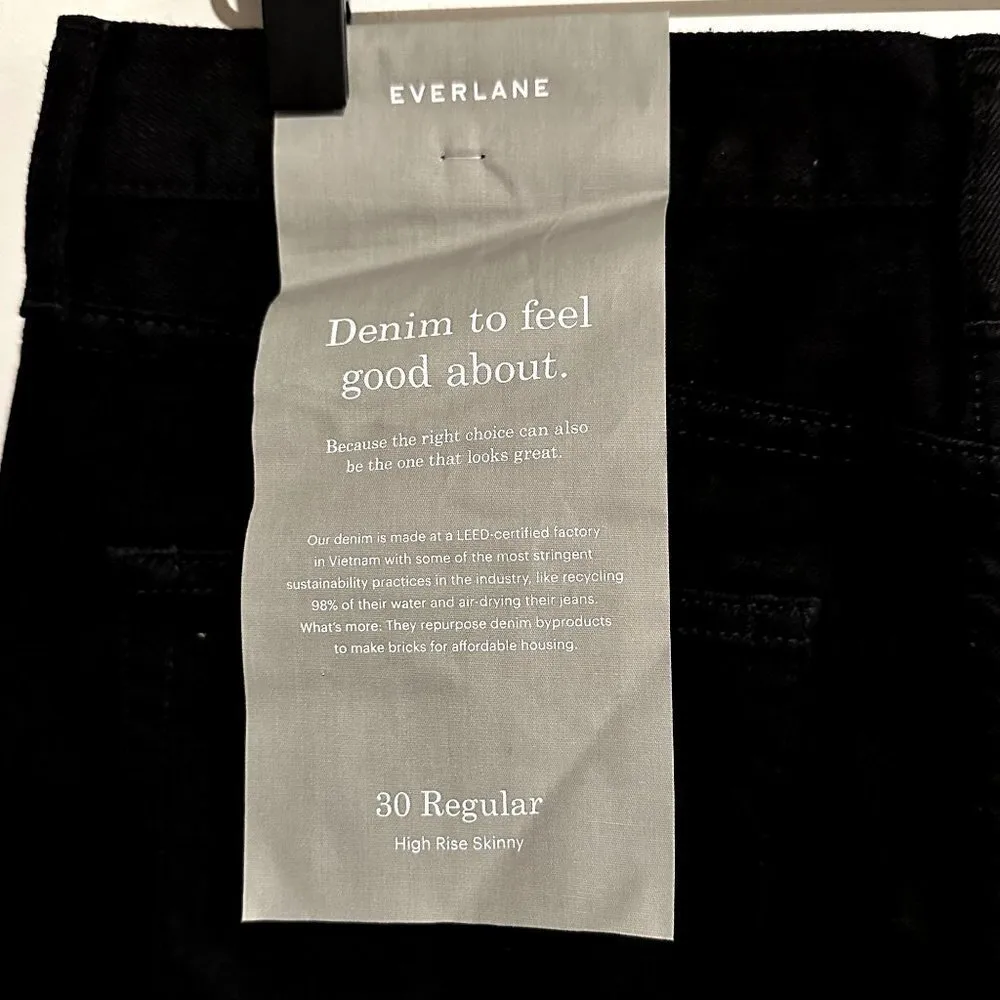 EVERLANE
Denim to feel
good about.
Because the right choice can also
be the one that looks great.
Our denim is made at a LEED-certified factory
in Vietnam with some of the most stringent
sustainability practices in the industry, like recycling
98% of their water and air-drying their jeans.
What's more: They repurpose denim byproducts
to make bricks for affordable housing.
30 Regular
High Rise Skinny